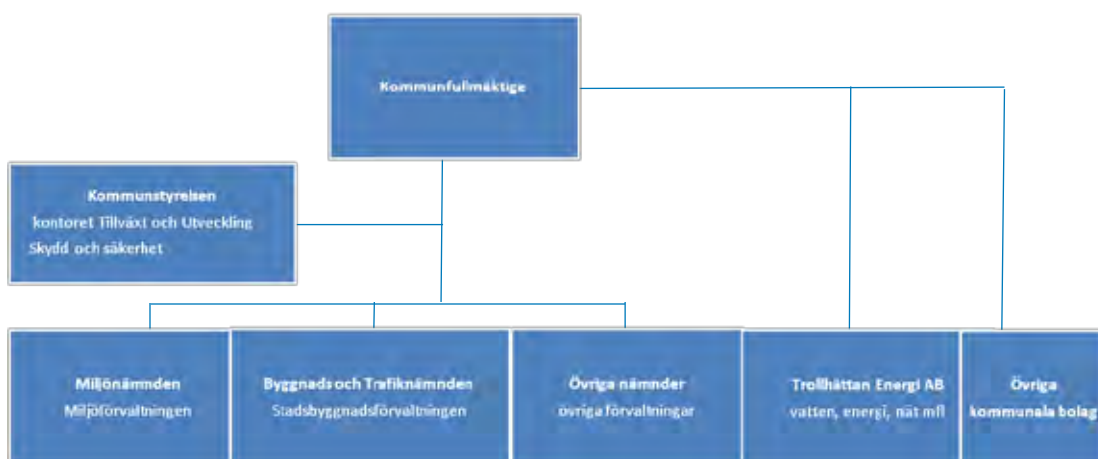 Kommunfullmäktige
Kommunstyrelsen
kontoret Tillväxt och Utveckling
Skydd och säkerhet
Miljönämnden
Miljöförvaltningen
Byggnads och Trafiknämnden
Stadsbyggnadsförvaltningen
Övriga nämnder
övriga förvaltningar
Trollhättan Energi AB
vatten, energi, nät mfl
Övriga
kommunala bolag